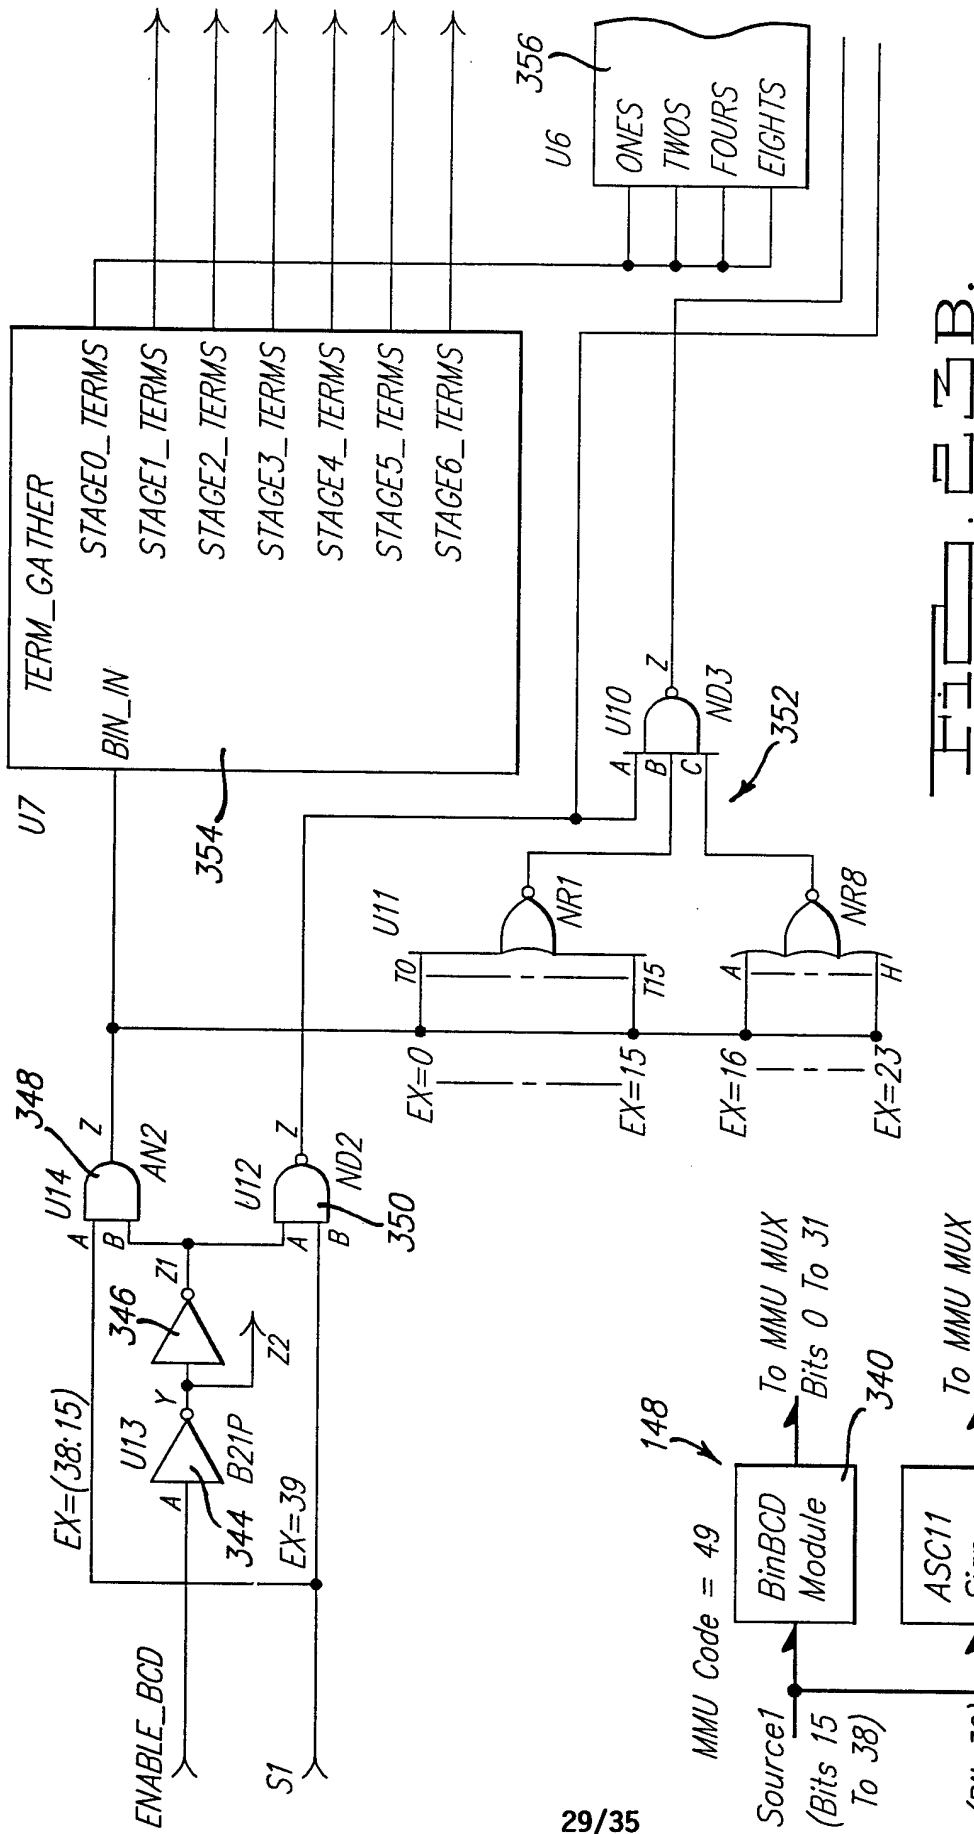 U7
TERM_GATHER
BIN_IN
STAGE0_TERMS
STAGE1_TERMS
STAGE2_TERMS
STAGE3_TERMS
STAGE4_TERMS
STAGE5_TERMS
STAGE6_TERMS
354
U6
356
ONES
TWOS
FOURS
EIGHTS
ENABLE_BCD
S1
EX=(38:15)
EX=39
U13
A
Y
344
B21P
346
Z1
Z2
U14
348
A
B
Z
AN2
U12
A
B
Z
ND2
350
EX=0
EX=15
EX=16
EX=23
U11
T0
T15
NR1
A
H
NR8
U10
A
B
C
Z
ND3
352
MMU Code = 49
148
Source1
(Bits 15
To 38)
BinBCD
Module
340
To MMU MUX
Bits 0 To 31
ASC11
To MMU MUX
Fig. 23B.
29/35